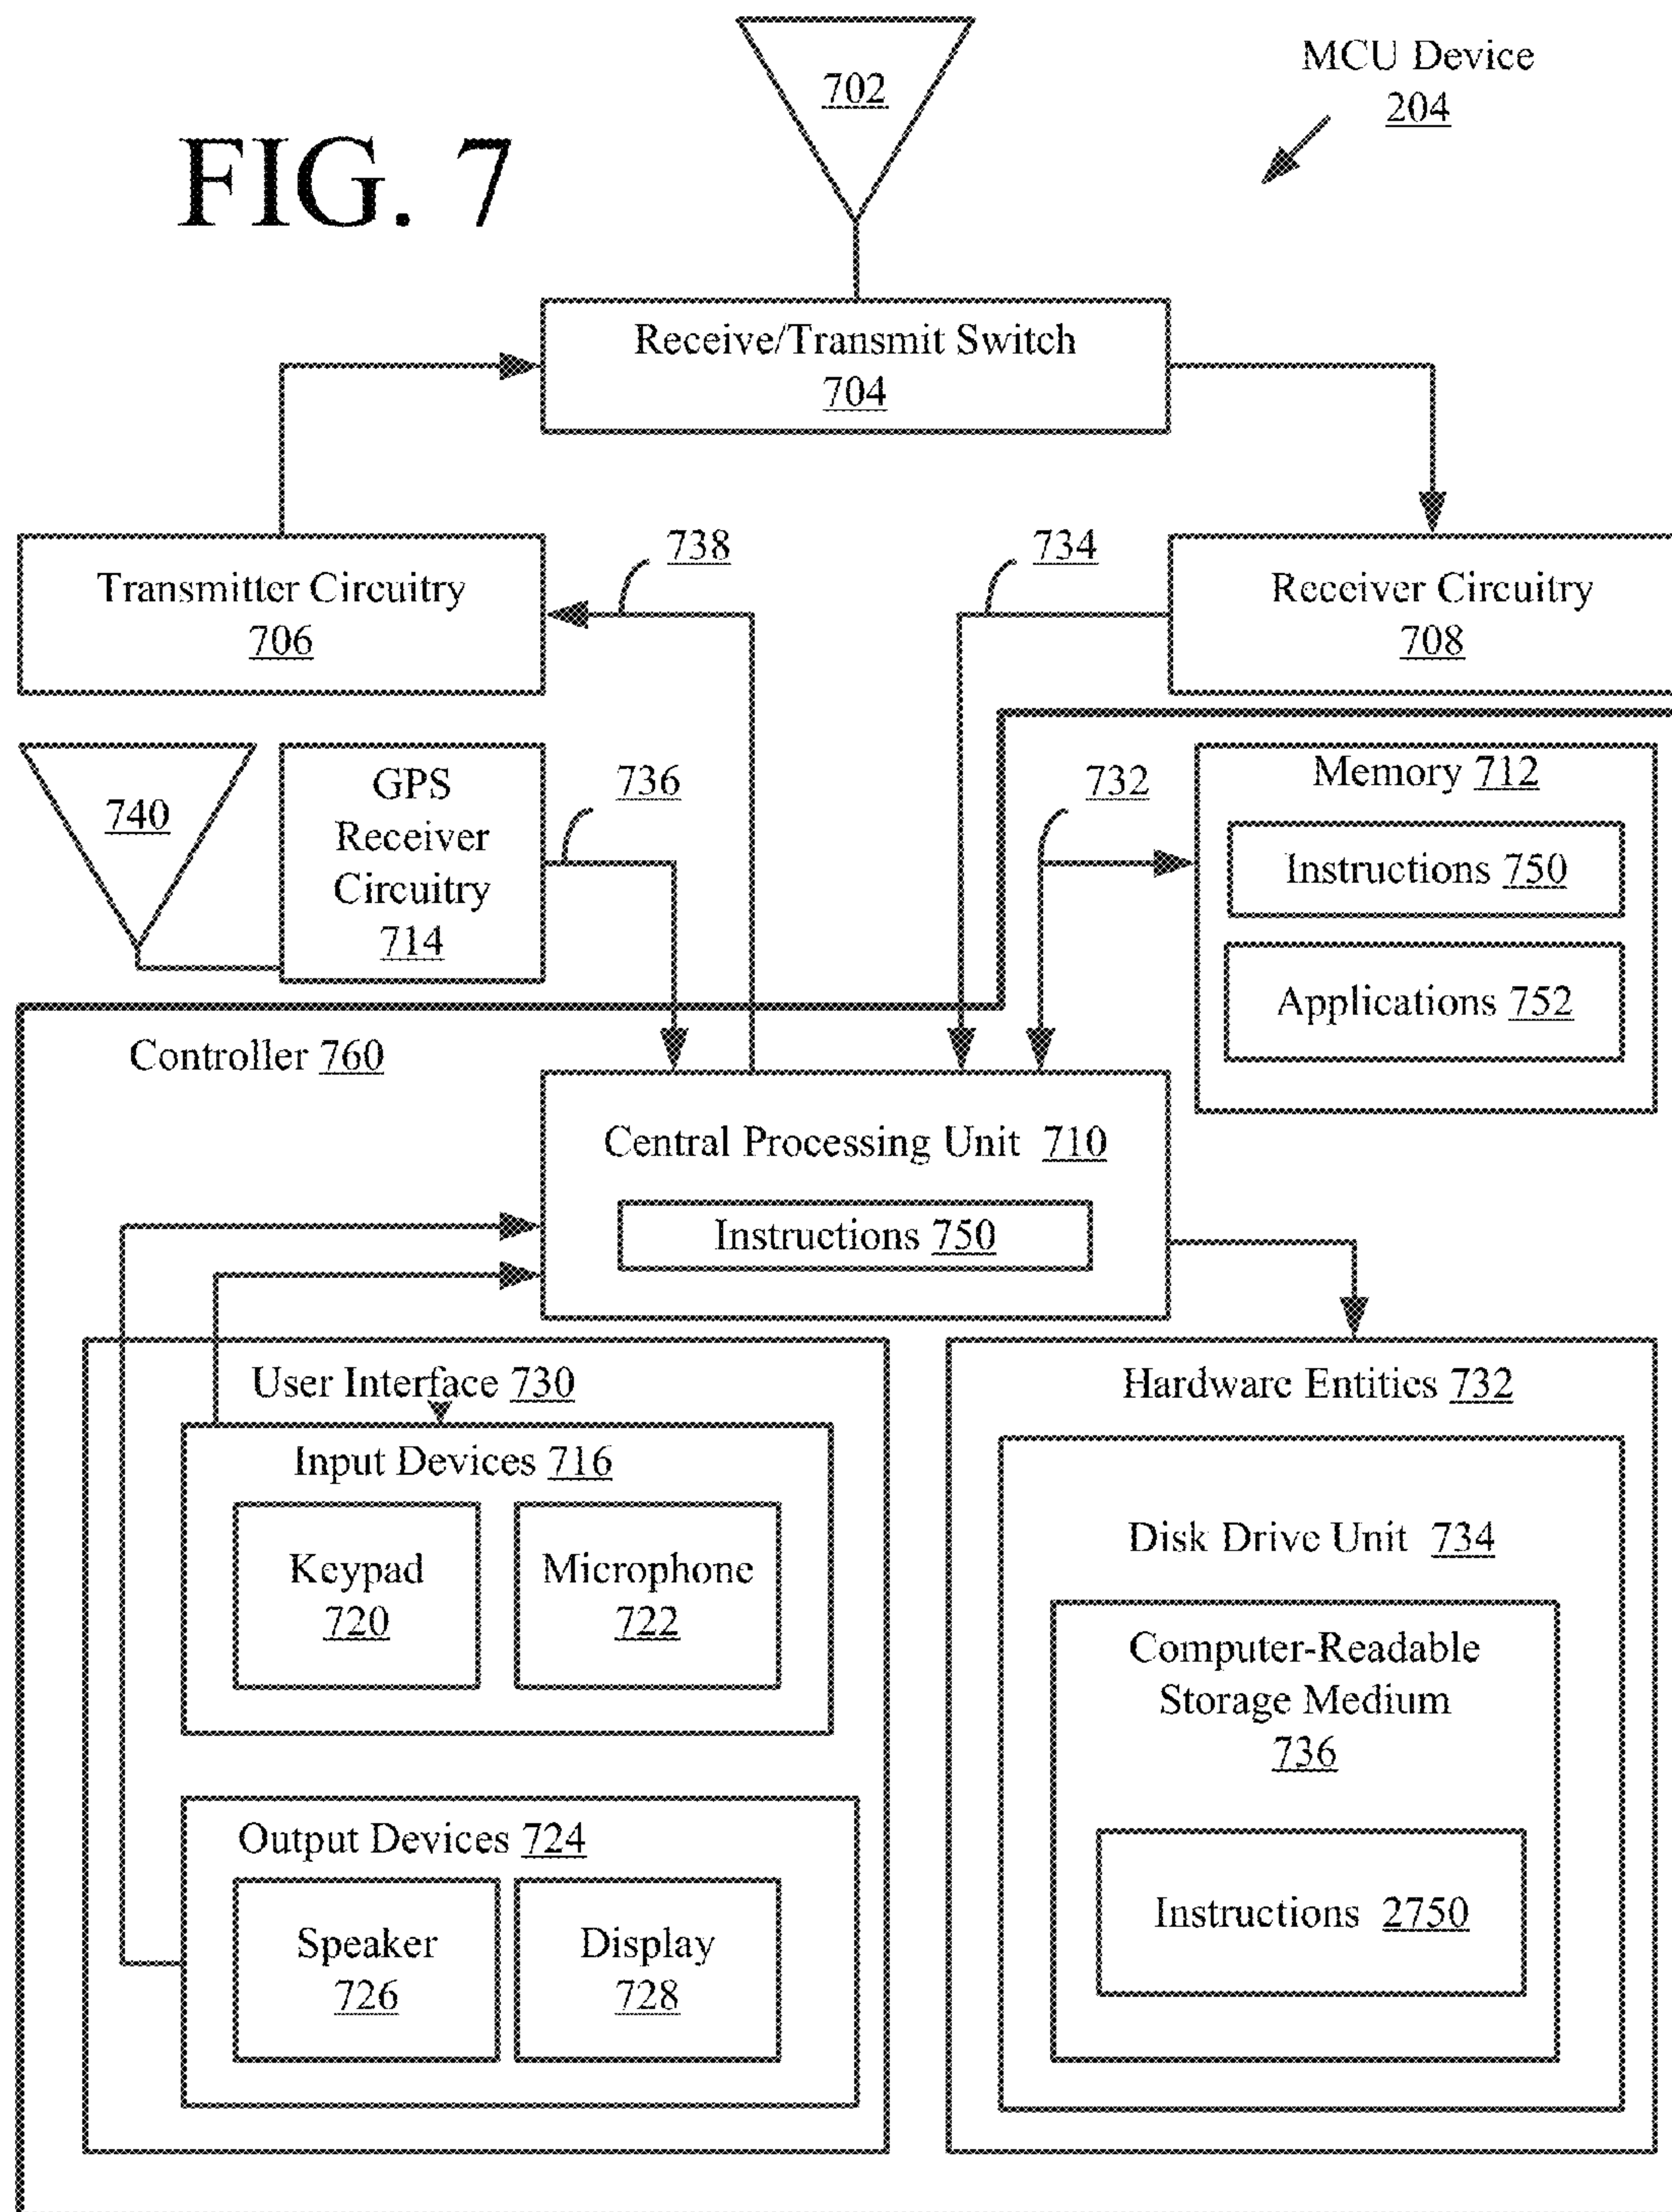 FIG. 7
702
MCU Device
204
Receive/Transmit Switch
704
Transmitter Circuitry
706
738
734
Receiver Circuitry
708
740
GPS
Receiver
Circuitry
714
736
732
Memory 712
Instructions 750
Applications 752
Controller 760
Central Processing Unit 710
Instructions 750
User Interface 730
Input Devices 716
Keypad
720
Microphone
722
Output Devices 724
Speaker
726
Display
728
Hardware Entities 732
Disk Drive Unit 734
Computer-Readable
Storage Medium
736
Instructions 2750